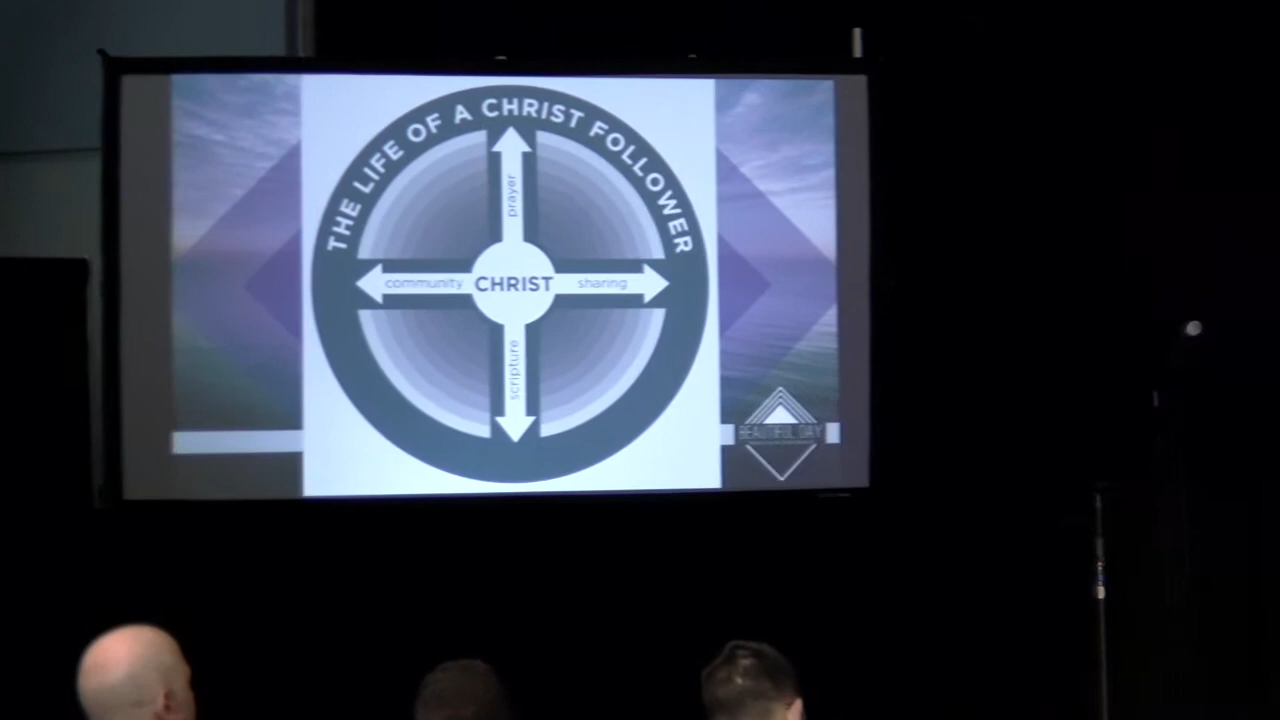 THE LIFE OF A CHRIST FOLLOWER
prayer
community CHRIST sharing
scripture
BEAUTIFUL DAY